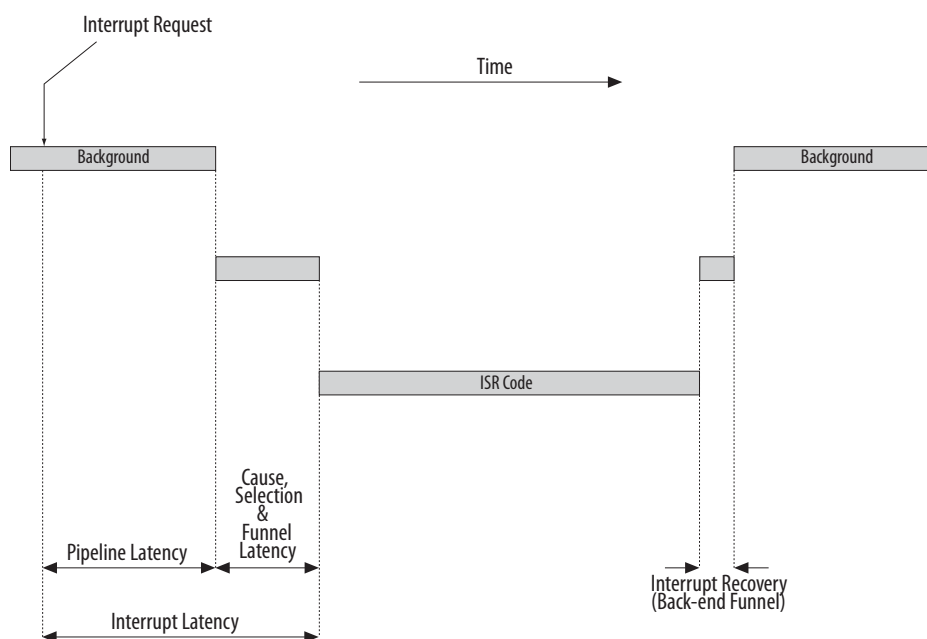 Interrupt Request
Time
Background
Background
ISR Code
Cause,
Selection
&
Funnel
Latency
Pipeline Latency
Interrupt Recovery
(Back-end Funnel)
Interrupt Latency